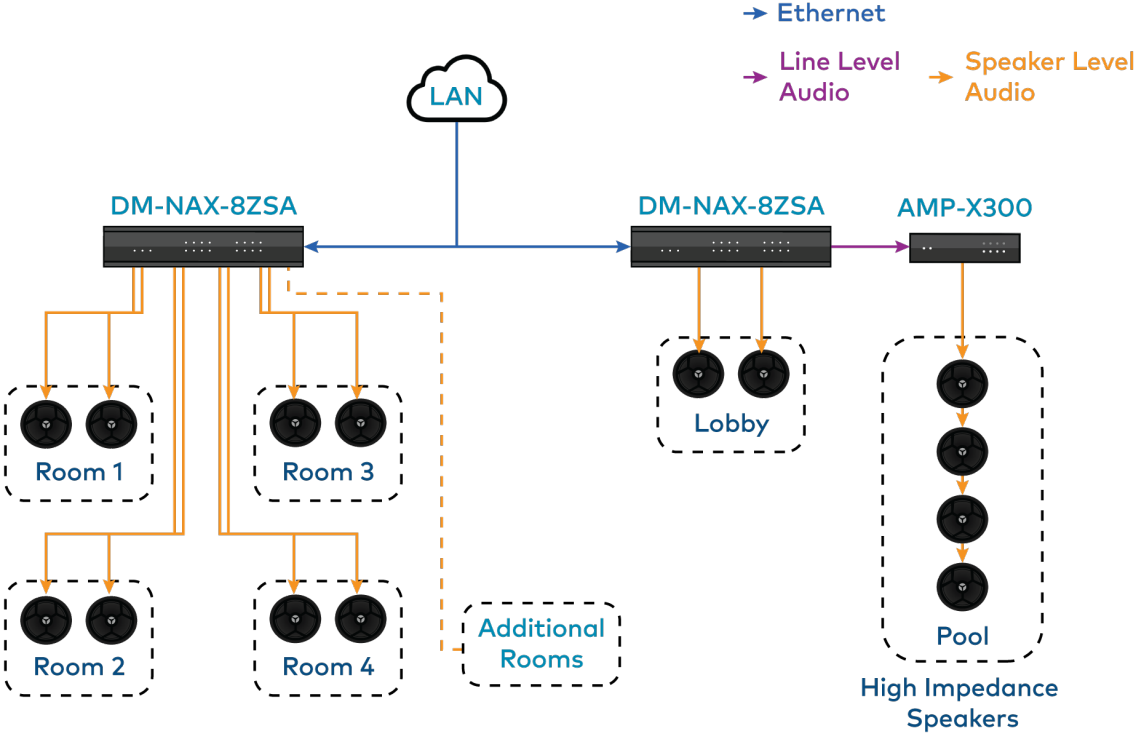 Ethernet
Line Level
Audio
Speaker Level
Audio
LAN
DM-NAX-8ZSA
DM-NAX-8ZSA
AMP-X300
Lobby
Room 1
Room 3
Room 2
Room 4
Additional
Rooms
Pool
High Impedance
Speakers